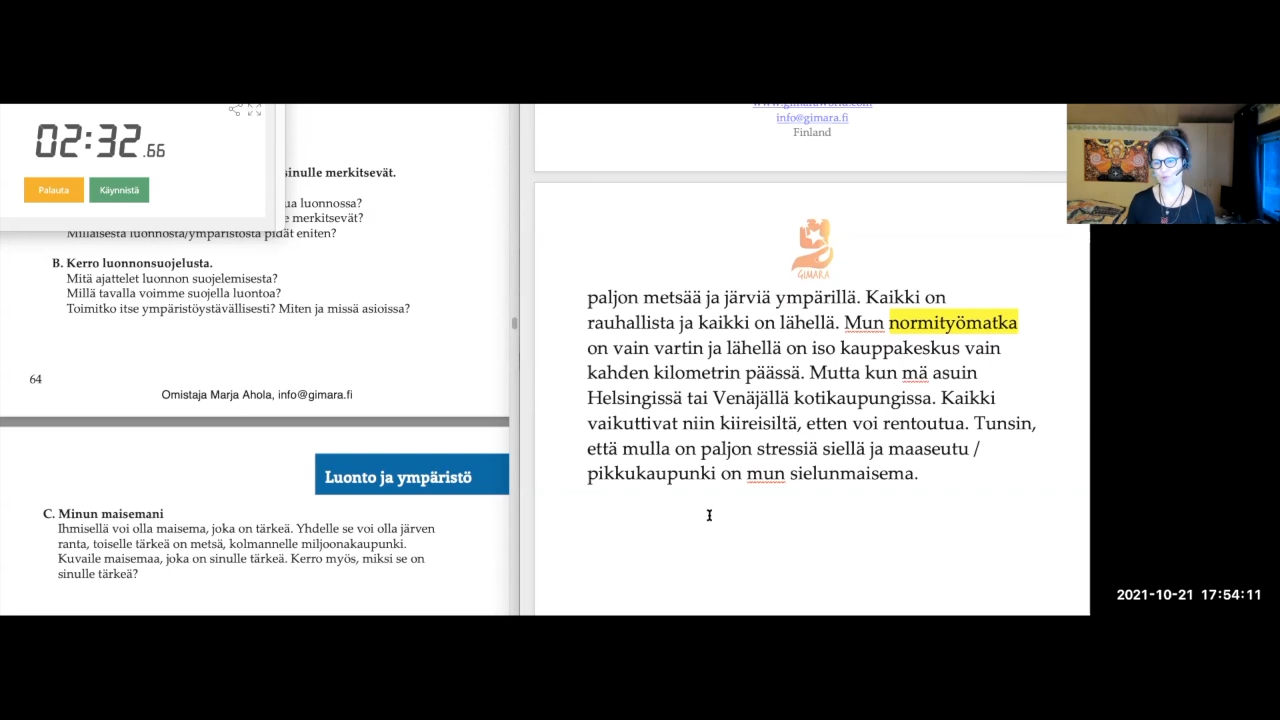 02:32.66
Palauta
Käynnistä
sinulle merkitsevät.
ua luonnossa?
e merkitsevät?
Millaisesta luonnosta/ympäristöstä pidät eniten?
B. Kerro luonnonsuojelusta.
Mitä ajattelet luonnon suojelemisesta?
Millä tavalla voimme suojella luontoa?
Toimitko itse ympäristöystävällisesti? Miten ja missä asioissa?
64
Omistaja Marja Ahola, info@gimara.fi
Luonto ja ympäristö
C. Minun maisemani
Ihmisellä voi olla maisema, joka on tärkeä. Yhdelle se voi olla järven
ranta, toiselle tärkeä on metsä, kolmannelle miljoonakaupunki.
Kuvaile maisemaa, joka on sinulle tärkeä. Kerro myös, miksi se on
sinulle tärkeä?
www.gimaraworld.com
info@gimara.fi
Finland
GIMARA
paljon metsää ja järviä ympärillä. Kaikki on
rauhallista ja kaikki on lähellä. Mun normityömatka
on vain vartin ja lähellä on iso kauppakeskus vain
kahden kilometrin päässä. Mutta kun mä asuin
Helsingissä tai Venäjällä kotikaupungissa. Kaikki
vaikuttivat niin kiireisiltä, etten voi rentoutua. Tunsin,
että mulla on paljon stressiä siellä ja maaseutu /
pikkukaupunki on mun sielunmaisema.
2021-10-21 17:54:11